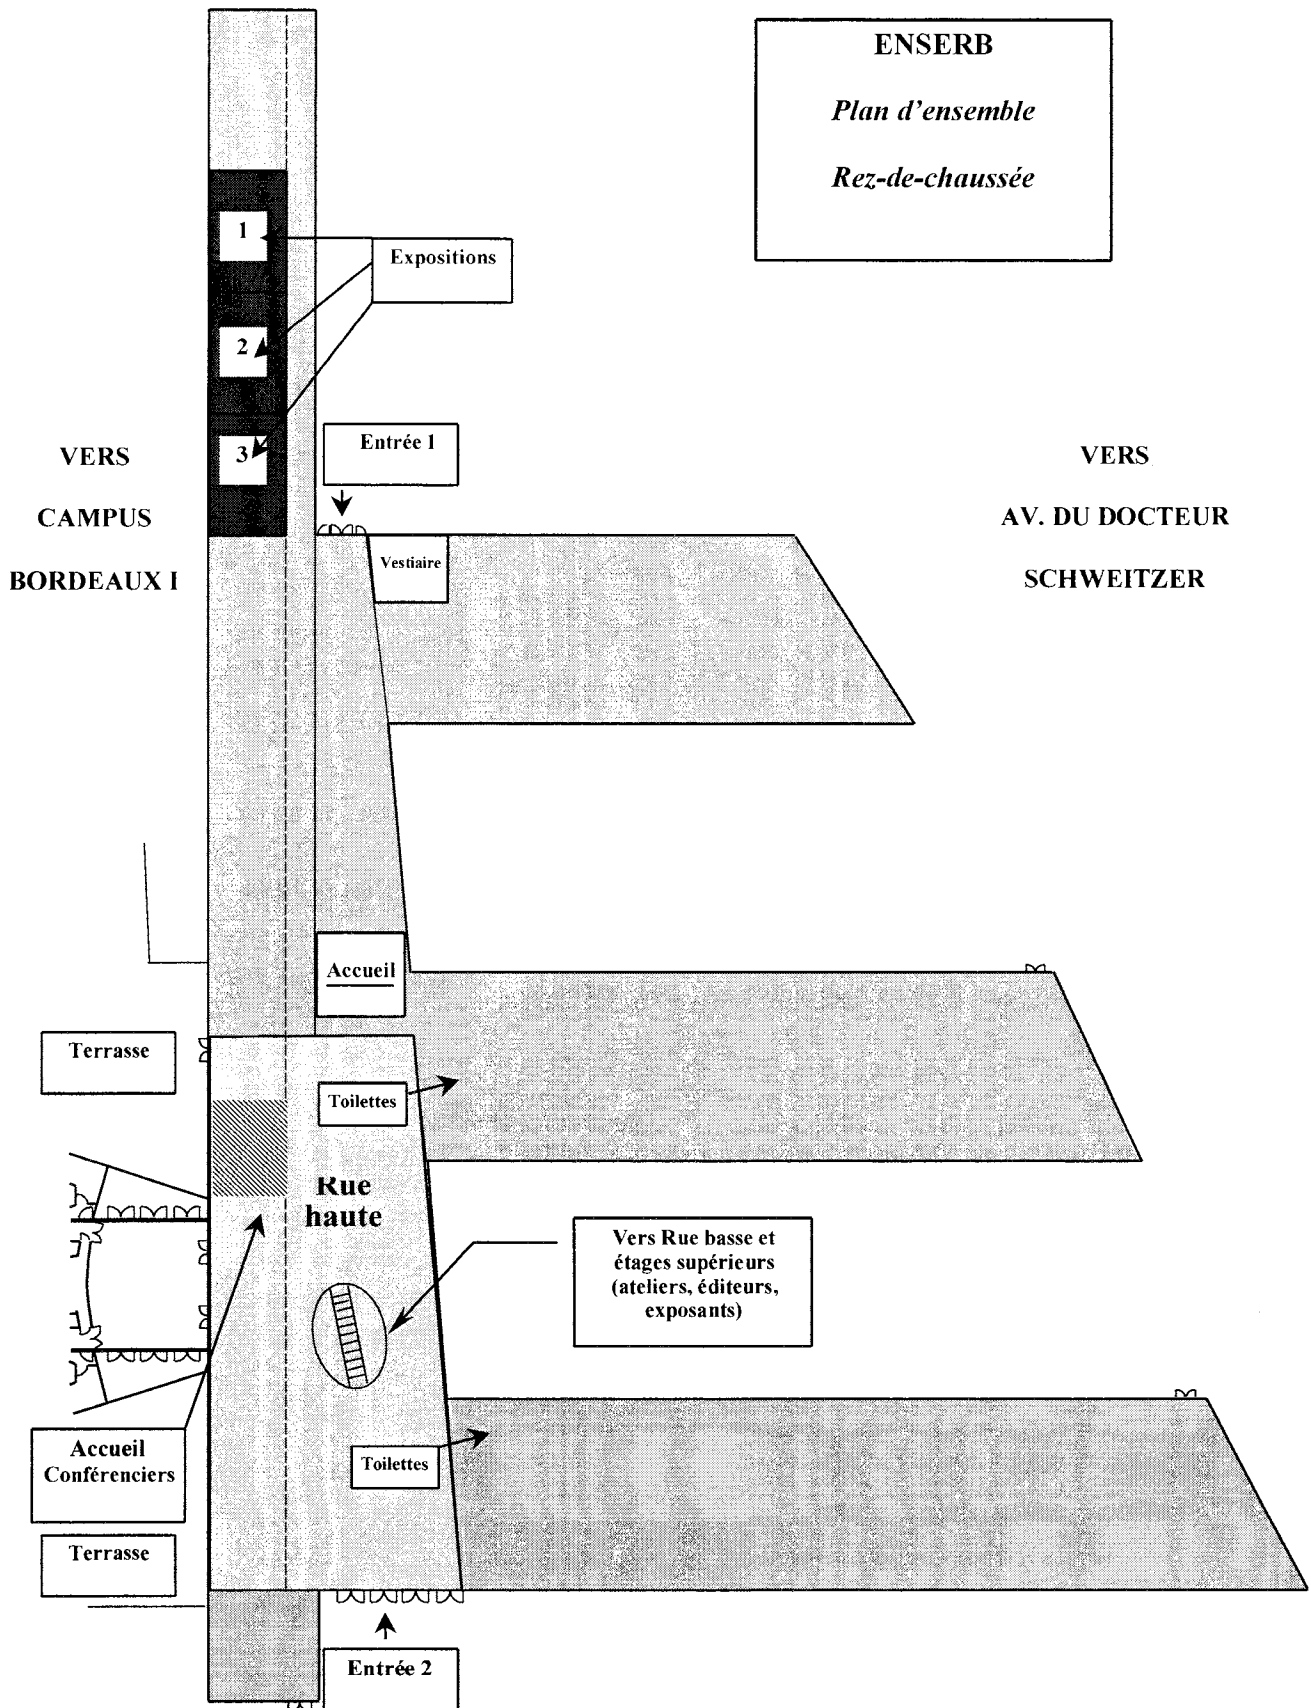 ENSERB
Plan d'ensemble
Rez-de-chaussée
1
Expositions
2
3
Entrée 1
VERS
CAMPUS
BORDEAUX I
VERS
AV. DU DOCTEUR
SCHWEITZER
Vestiaire
Accueil
Terrasse
Toilettes
Rue
haute
Vers Rue basse et
étages supérieurs
(ateliers, éditeurs,
exposants)
Accueil
Conférenciers
Toilettes
Terrasse
Entrée 2